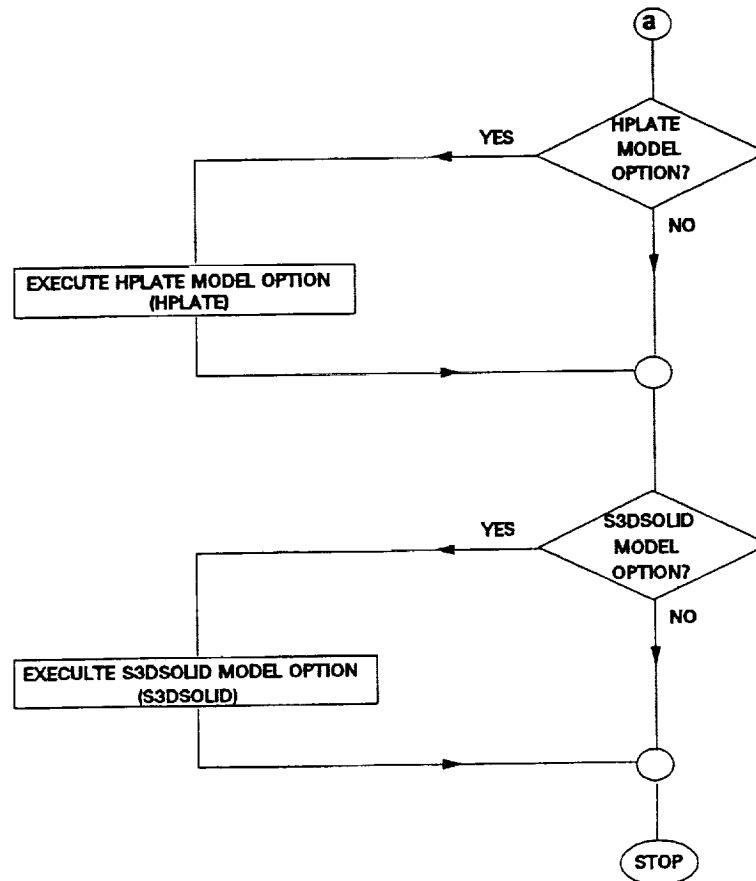 a
HPLATE
MODEL
OPTION?
YES
NO
EXECUTE HPLATE MODEL OPTION
(HPLATE)
S3DSOLID
MODEL
OPTION?
YES
NO
EXECULTE S3DSOLID MODEL OPTION
(S3DSOLID)
STOP